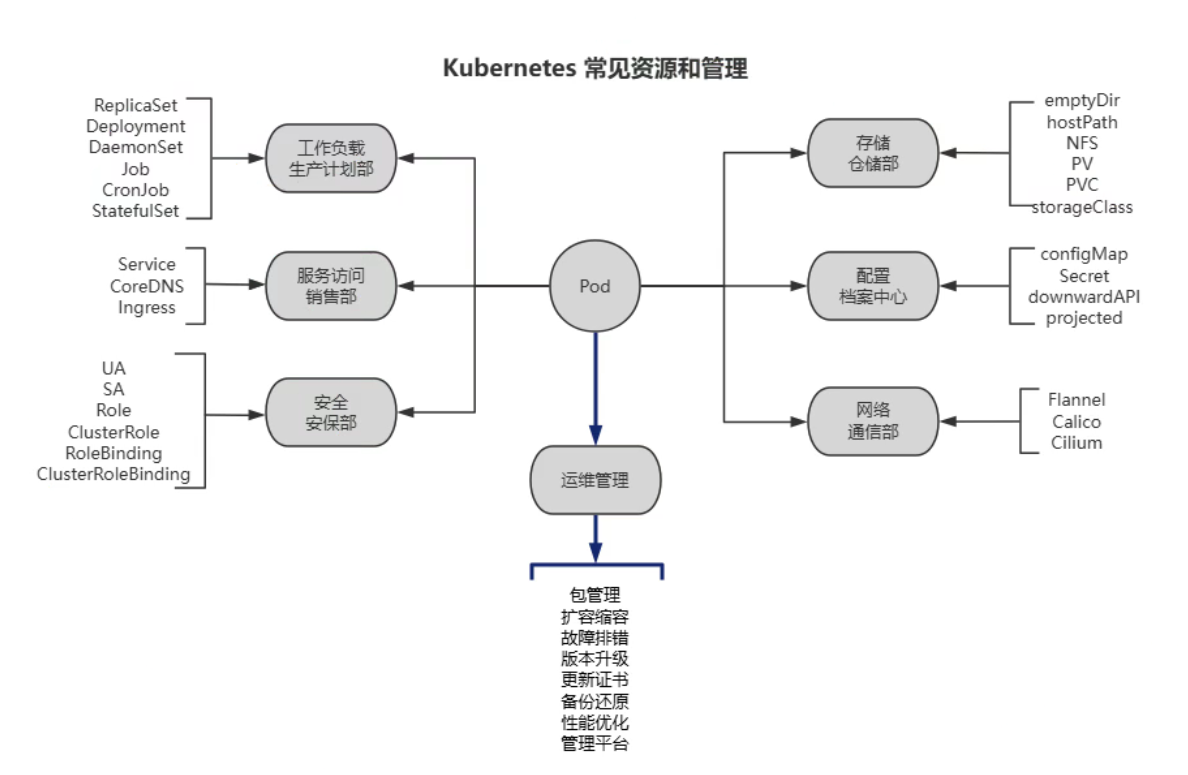 Kubernetes 常见资源和管理
ReplicaSet
Deployment
DaemonSet
Job
CronJob
StatefulSet
工作负载
生产计划部
Service
CoreDNS
Ingress
服务访问
销售部
UA
SA
Role
ClusterRole
RoleBinding
ClusterRoleBinding
安全
安保部
Pod
存储
仓储部
emptyDir
hostPath
NFS
PV
PVC
storageClass
配置
档案中心
configMap
Secret
downwardAPI
projected
网络
通信部
Flannel
Calico
Cilium
运维管理
包管理
扩容缩容
故障排错
版本升级
更新证书
备份还原
性能优化
管理平台